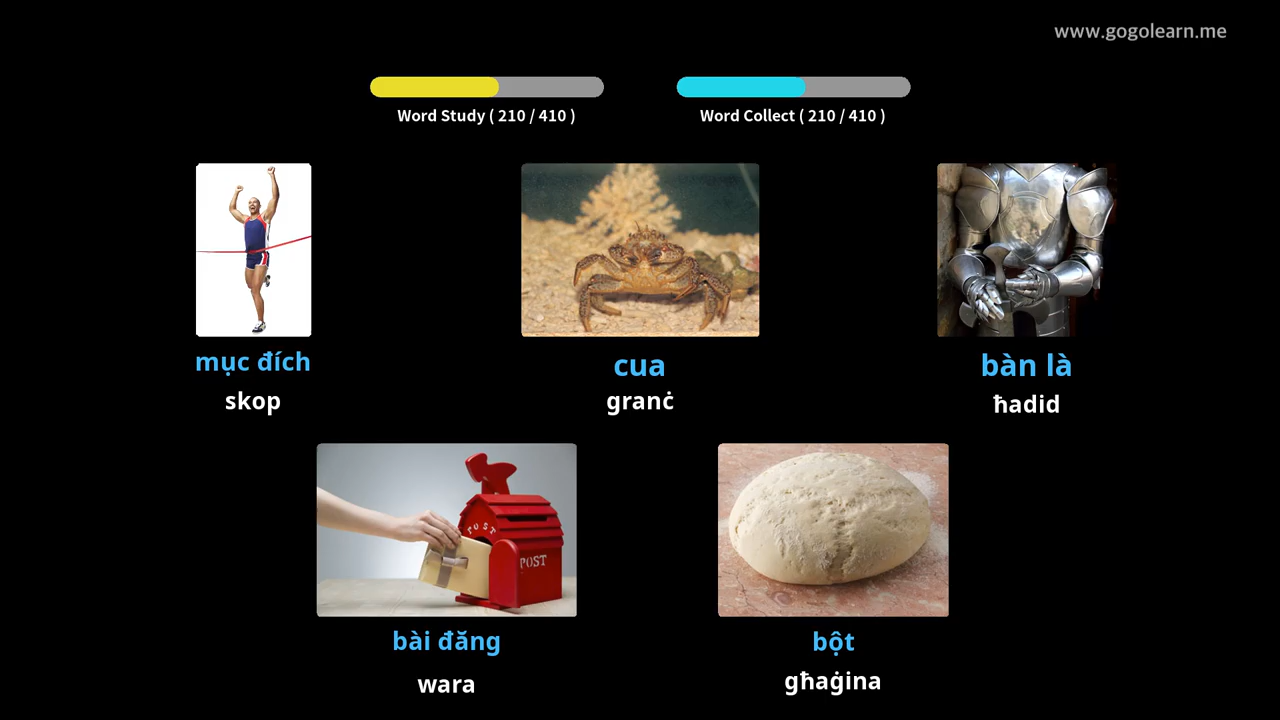 www.gogolearn.me
Word Study ( 210 / 410 )
Word Collect ( 210 / 410 )
mục đích
skop
cua
granċ
bàn là
ħadid
POST
POST
bài đăng
wara
bột
għaġina